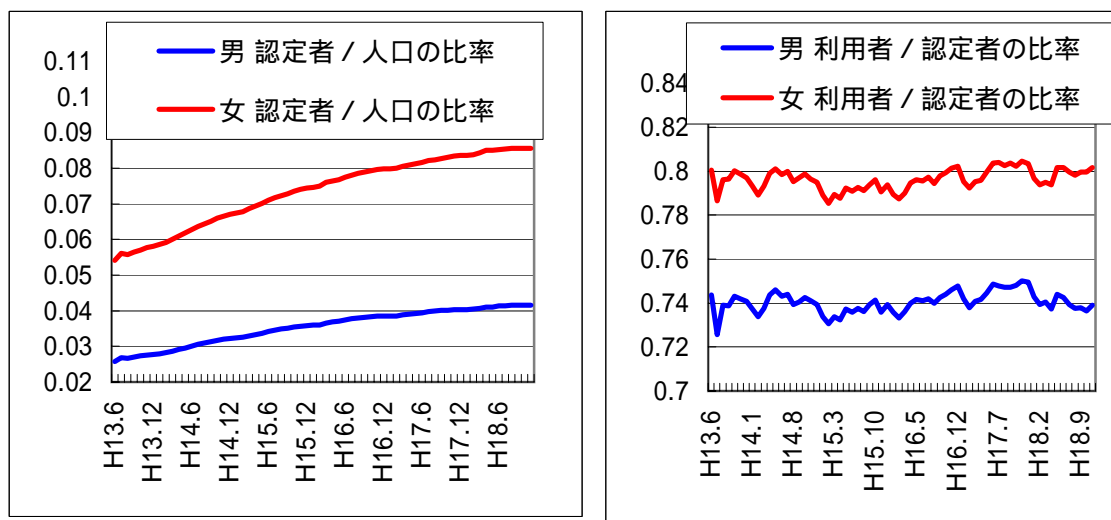 男 認定者 / 人口の比率
女 認定者 / 人口の比率
0.11
0.1
0.09
0.08
0.07
0.06
0.05
0.04
0.03
0.02
H13.6
H13.12
H14.6
H14.12
H15.6
H15.12
H16.6
H16.12
H17.6
H17.12
H18.6
男 利用者 / 認定者の比率
女 利用者 / 認定者の比率
0.84
0.82
0.8
0.78
0.76
0.74
0.72
0.7
H13.6
H14.1
H14.8
H15.3
H15.10
H16.5
H16.12
H17.7
H18.2
H18.9